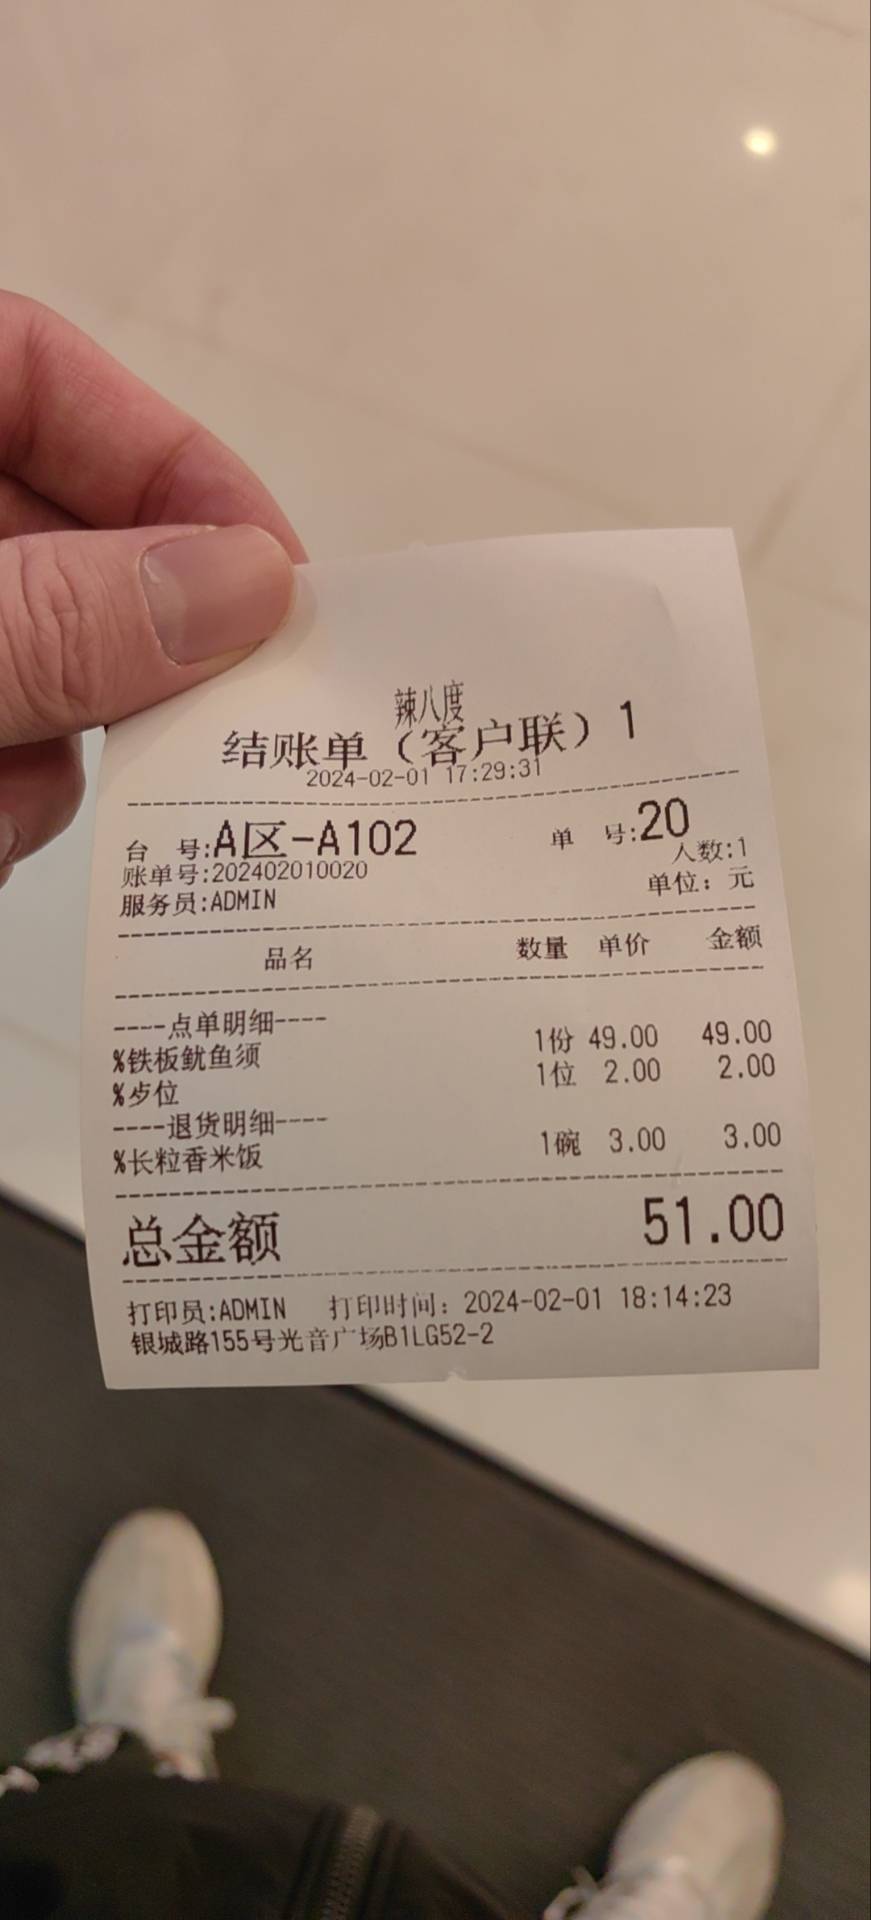 辣八度
结账单（客户联）1
2024-02-01 17:29:31
台 号:A区-A102 单 号:20
账单号:202402010020 人数:1
服务员:ADMIN 单位：元
品名 数量 单价 金额
----点单明细----
%铁板鱿鱼须 1份 49.00 49.00
%歺位 1位 2.00 2.00
----退货明细----
%长粒香米饭 1碗 3.00 3.00
总金额 51.00
打印员:ADMIN 打印时间：2024-02-01 18:14:23
银城路155号光音广场B1LG52-2